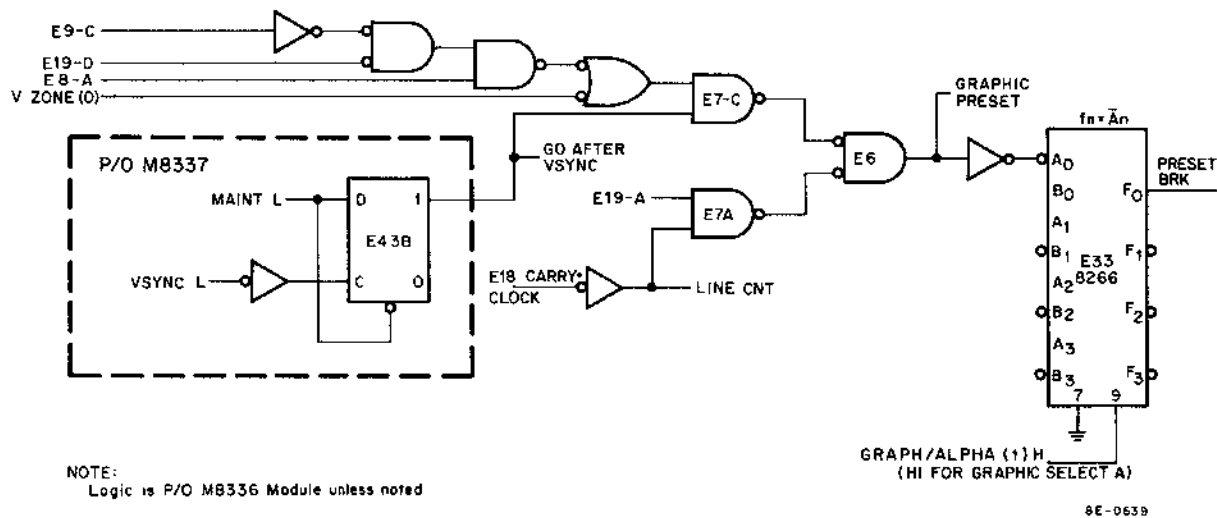 E9-C
E19-D
E8-A
V ZONE (0)
E7-C
GRAPHIC
PRESET
fn = Ān
P/O M8337
GO AFTER
VSYNC
E6
A0
PRESET
BRK
MAINT L
D 1
E19-A
E7A
B0 F0
E43B
A1
VSYNC L
C 0
E18 CARRY
CLOCK
LINE CNT
B1 E33 F1
8266
A2
B2 F2
A3
B3 F3
7 9
GRAPH/ALPHA (1) H
(HI FOR GRAPHIC SELECT A)
NOTE:
Logic is P/O M8336 Module unless noted
8E-0639